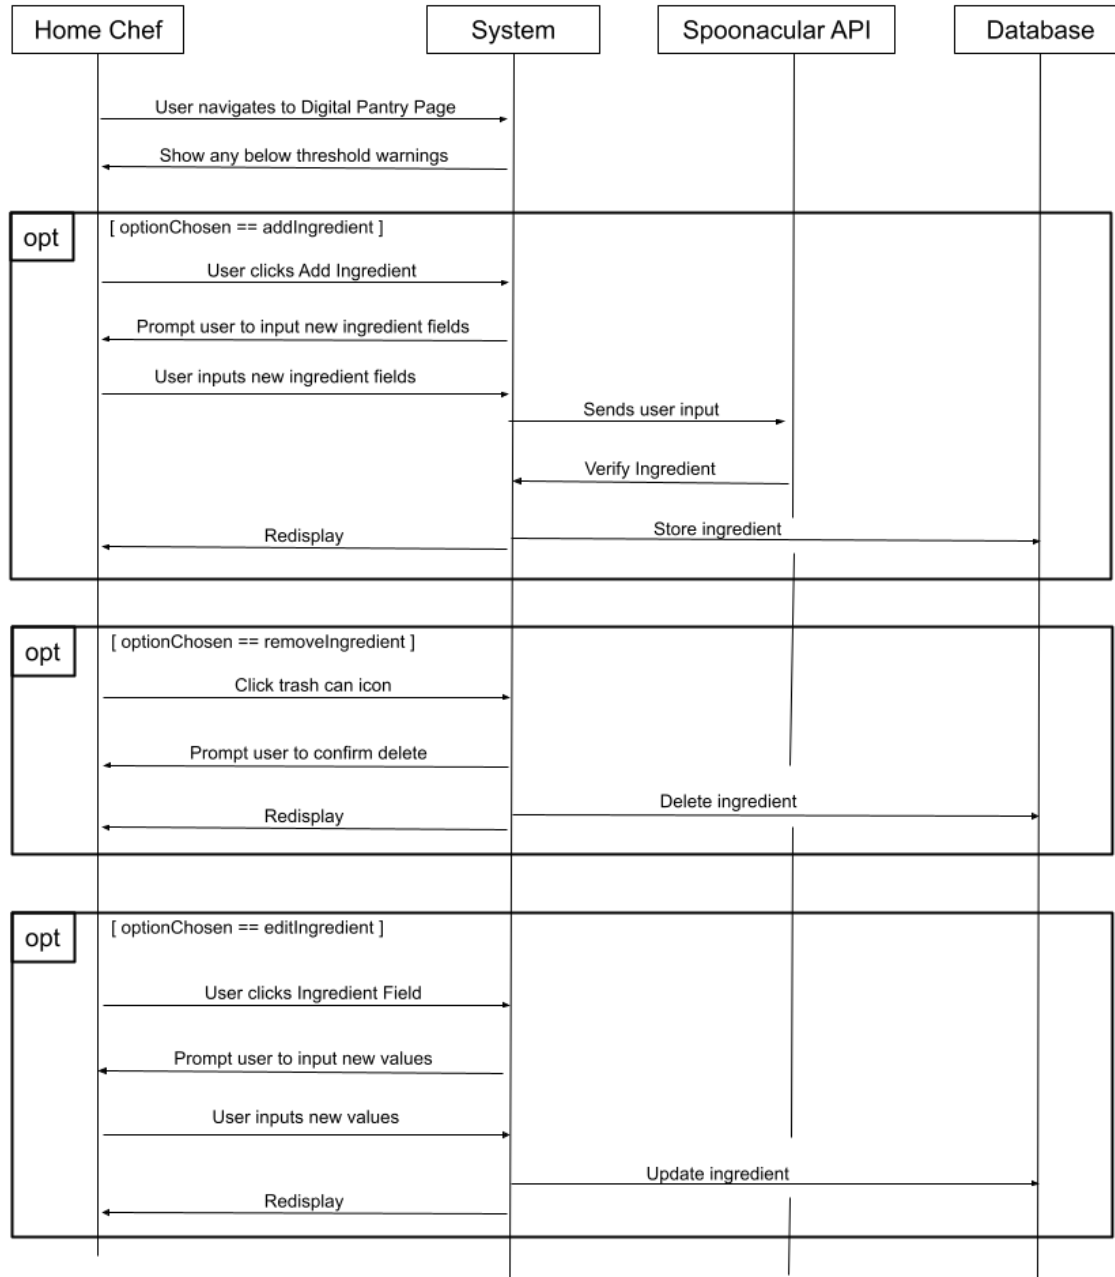 Home Chef
System
Spoonacular API
Database
User navigates to Digital Pantry Page
Show any below threshold warnings
opt
[ optionChosen == addIngredient ]
User clicks Add Ingredient
Prompt user to input new ingredient fields
User inputs new ingredient fields
Sends user input
Verify Ingredient
Redisplay
Store ingredient
opt
[ optionChosen == removeIngredient ]
Click trash can icon
Prompt user to confirm delete
Redisplay
Delete ingredient
opt
[ optionChosen == editIngredient ]
User clicks Ingredient Field
Prompt user to input new values
User inputs new values
Update ingredient
Redisplay